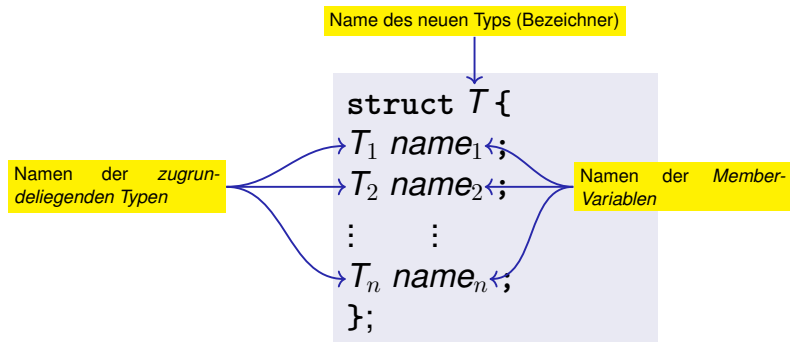 Name des neuen Typs (Bezeichner)
struct T {
T₁ name₁ ;
T₂ name₂ ;
⋮ ⋮
Tₙ nameₙ ;
};
Namen der zugrun-
deliegenden Typen
Namen der Member-
Variablen